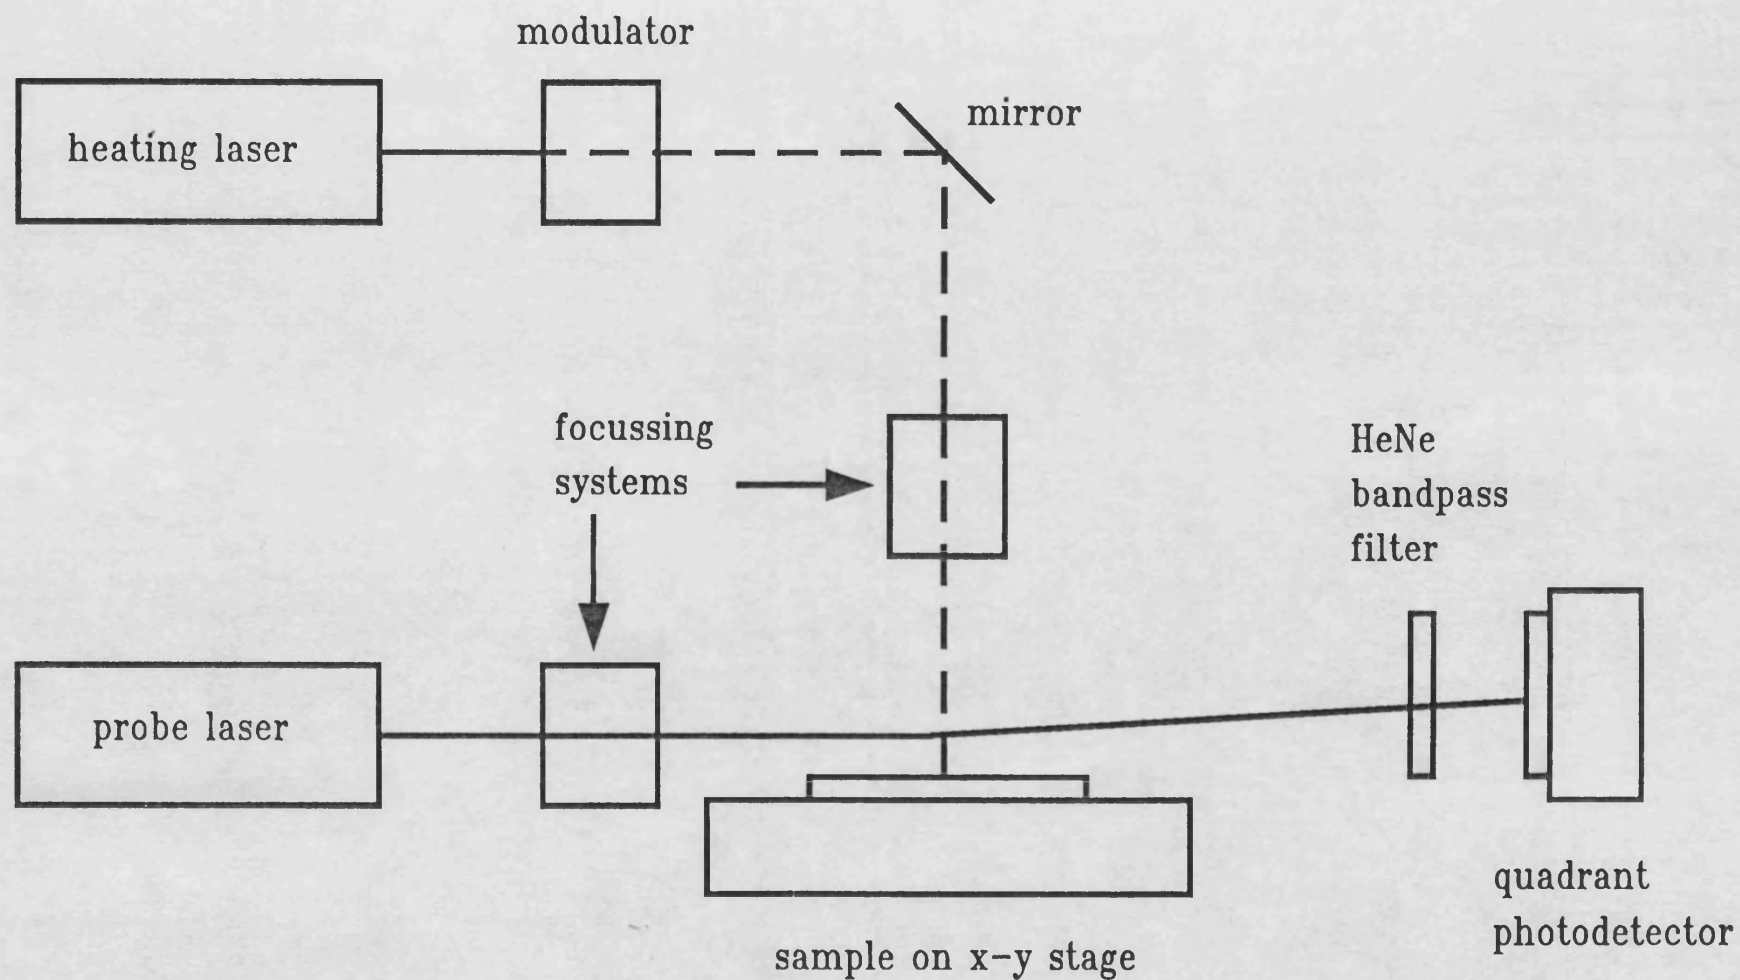 modulator
mirror
heating laser
focussing
systems
HeNe
bandpass
filter
probe laser
quadrant
photodetector
sample on x-y stage